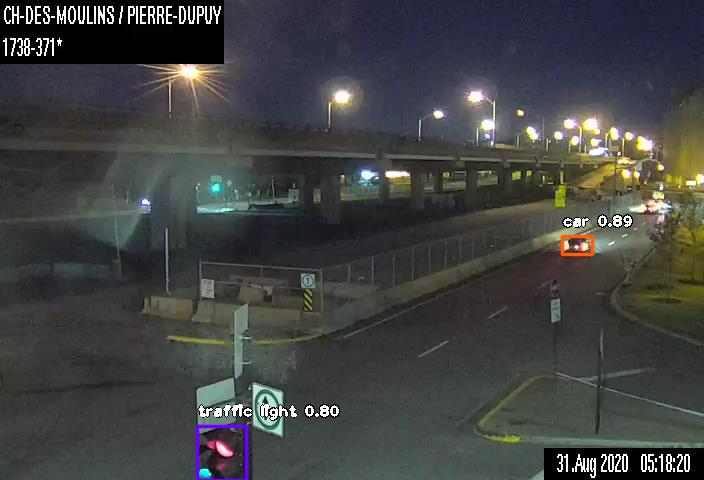 CH-DES-MOULINS / PIERRE-DUPUY
1738-371*
car 0.89
traffic light 0.80
31.Aug 2020 05:18:20